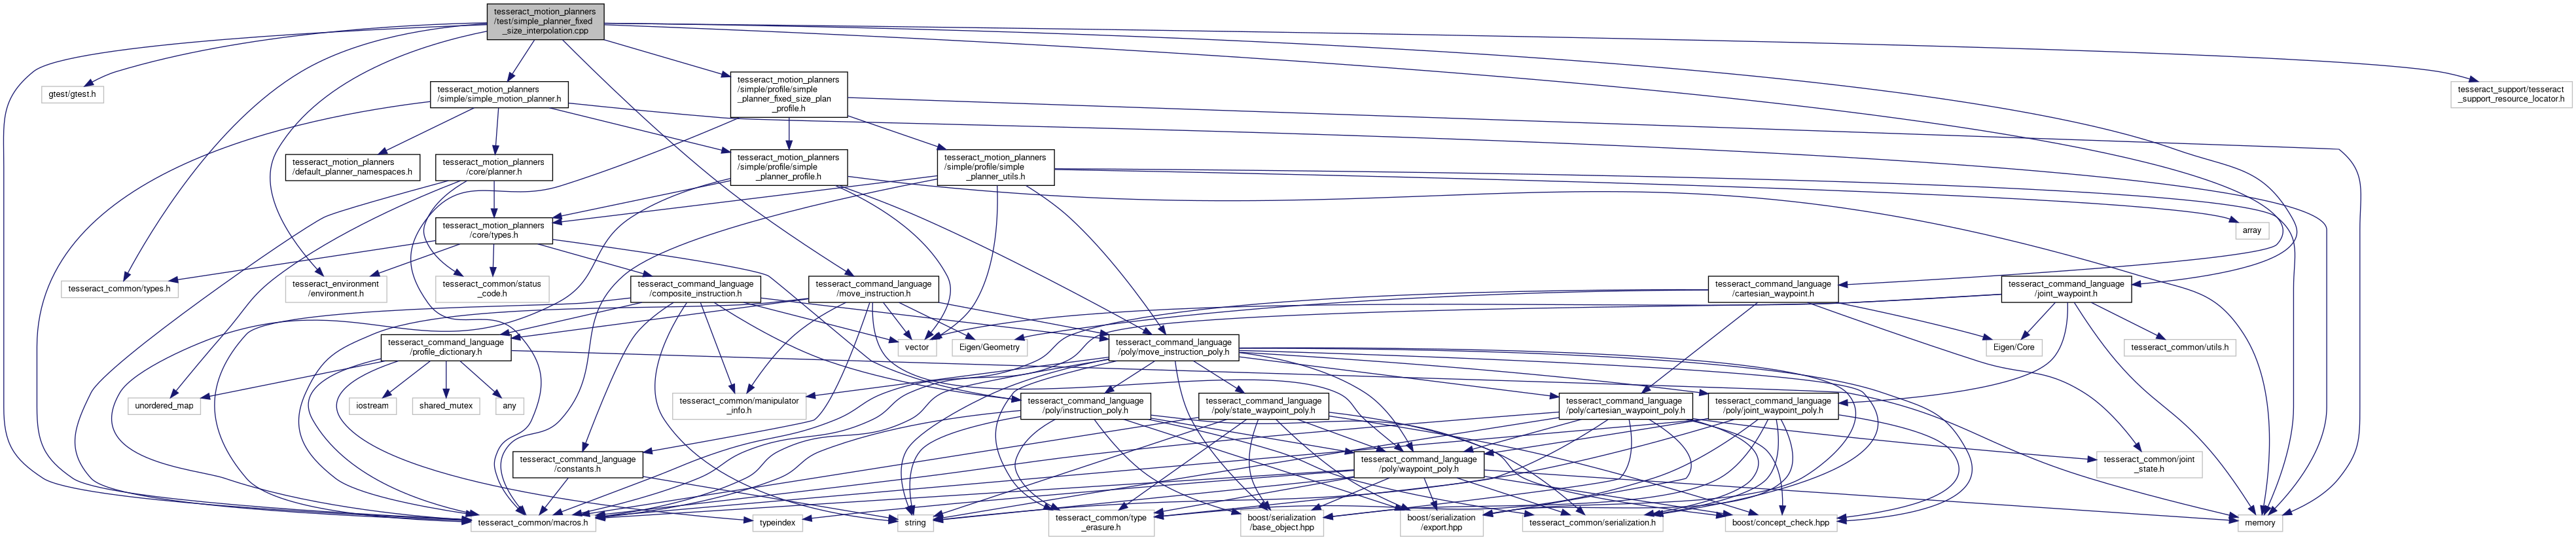 tesseract_motion_planners
/test/simple_planner_fixed
_size_interpolation.cpp
gtest/gtest.h
tesseract_motion_planners
/simple/simple_motion_planner.h
tesseract_motion_planners
/simple/profile/simple
_planner_fixed_size_plan
_profile.h
tesseract_support/tesseract
_support_resource_locator.h
tesseract_motion_planners
/default_planner_namespaces.h
tesseract_motion_planners
/core/planner.h
tesseract_motion_planners
/simple/profile/simple
_planner_profile.h
tesseract_motion_planners
/simple/profile/simple
_planner_utils.h
tesseract_motion_planners
/core/types.h
array
tesseract_common/types.h
tesseract_environment
/environment.h
tesseract_common/status
_code.h
tesseract_command_language
/composite_instruction.h
tesseract_command_language
/move_instruction.h
tesseract_command_language
/cartesian_waypoint.h
tesseract_command_language
/joint_waypoint.h
tesseract_command_language
/profile_dictionary.h
vector
Eigen/Geometry
tesseract_command_language
/poly/move_instruction_poly.h
Eigen/Core
tesseract_common/utils.h
unordered_map
iostream
shared_mutex
any
tesseract_common/manipulator
_info.h
tesseract_command_language
/poly/instruction_poly.h
tesseract_command_language
/poly/state_waypoint_poly.h
tesseract_command_language
/poly/cartesian_waypoint_poly.h
tesseract_command_language
/poly/joint_waypoint_poly.h
tesseract_command_language
/constants.h
tesseract_command_language
/poly/waypoint_poly.h
tesseract_common/joint
_state.h
tesseract_common/macros.h
typeindex
string
tesseract_common/type
_erasure.h
boost/serialization
/base_object.hpp
boost/serialization
/export.hpp
tesseract_common/serialization.h
boost/concept_check.hpp
memory